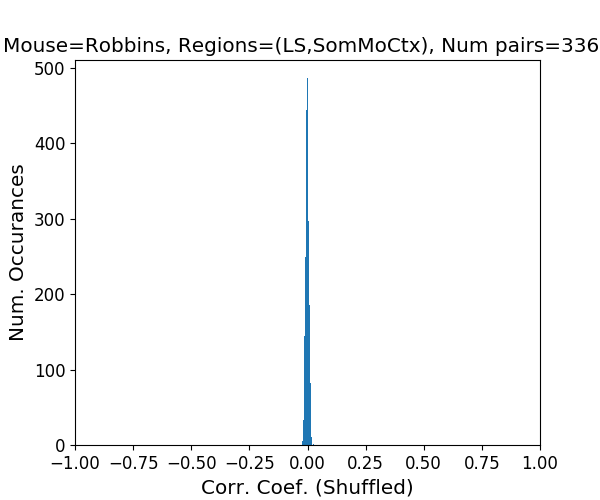 Mouse=Robbins, Regions=(LS,SomMoCtx), Num pairs=336
500
400
300
200
100
0
Num. Occurances
−1.00 −0.75 −0.50 −0.25 0.00 0.25 0.50 0.75 1.00
Corr. Coef. (Shuffled)